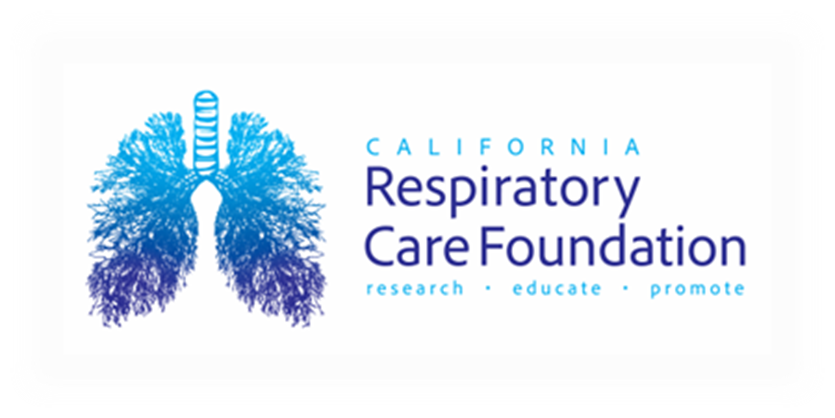 CALIFORNIA
Respiratory
Care Foundation
research · educate · promote